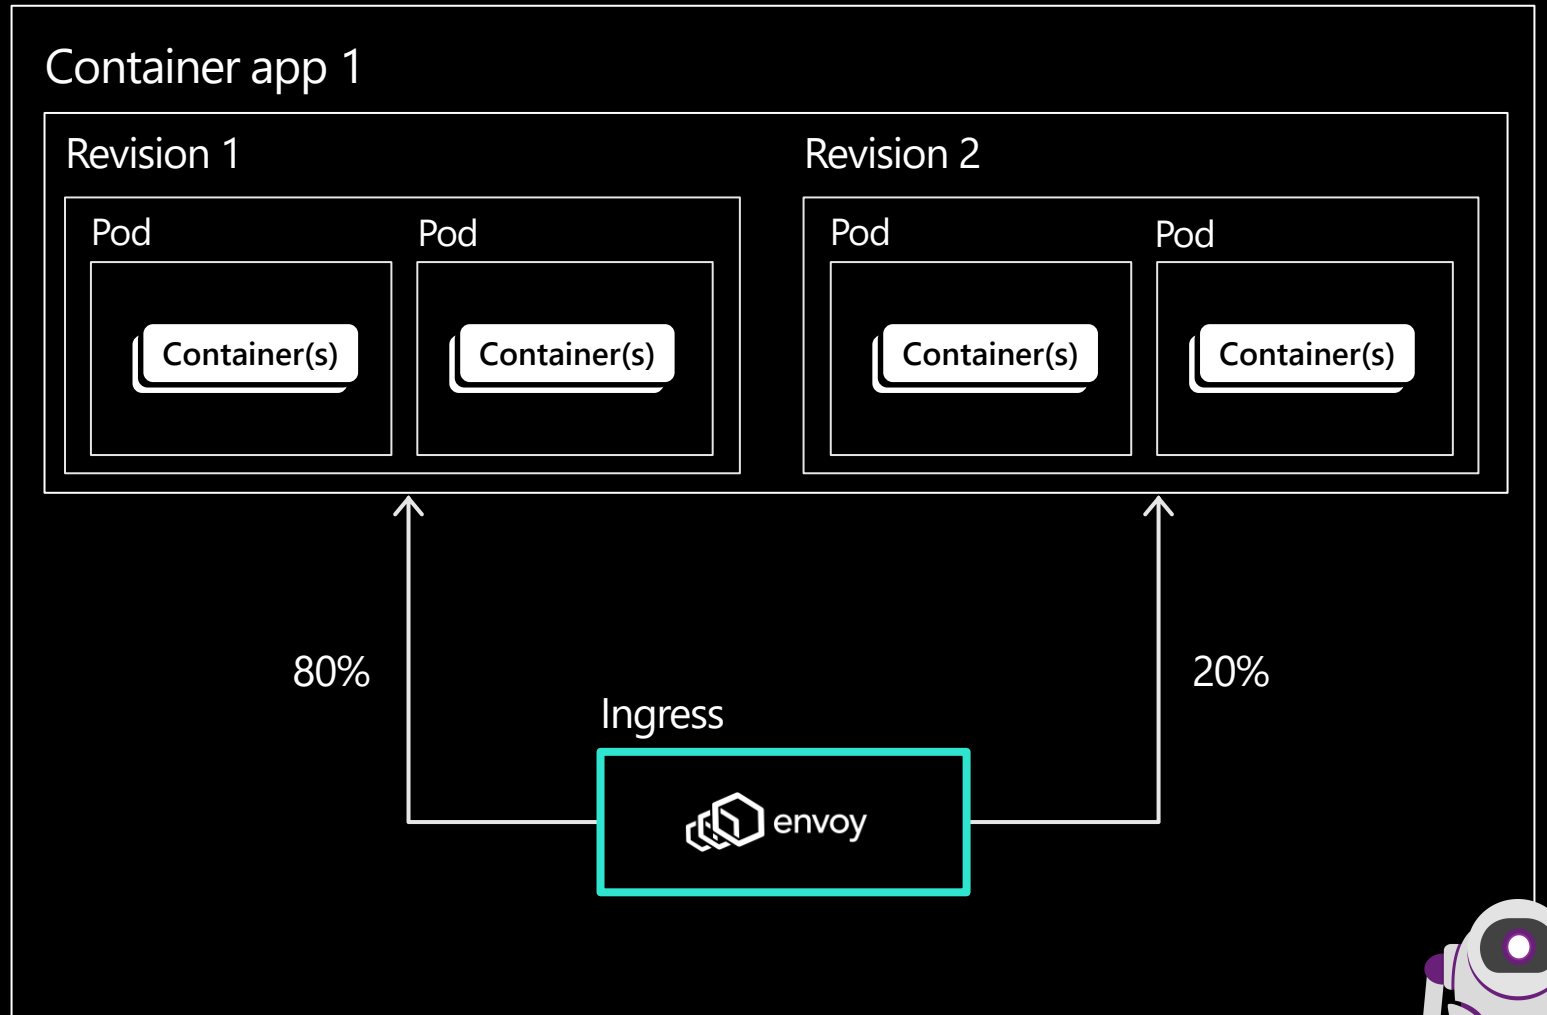 Container app 1
Revision 1
Revision 2
Pod
Pod
Pod
Pod
Container(s)
Container(s)
Container(s)
Container(s)
80%
20%
Ingress
envoy